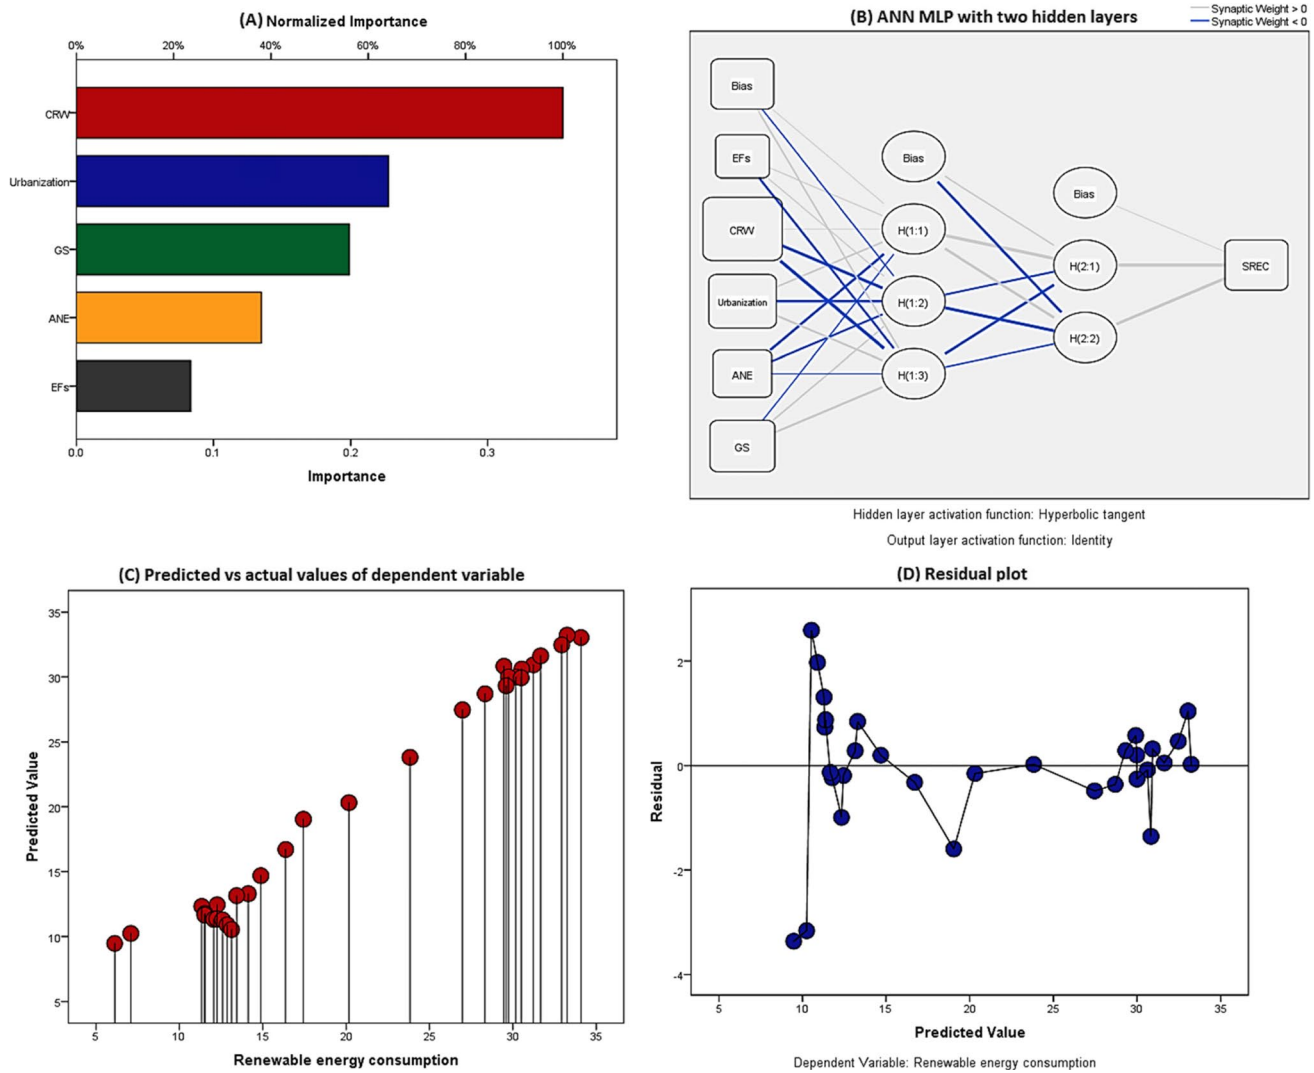 (A) Normalized Importance
0% 20% 40% 60% 80% 100%
CRW
Urbanization
GS
ANE
EFs
0.0 0.1 0.2 0.3
Importance
(B) ANN MLP with two hidden layers
Synaptic Weight > 0
Synaptic Weight < 0
Bias
EFs
CRW
Urbanization
ANE
GS
Bias
H(1:1)
H(1:2)
H(1:3)
Bias
H(2:1)
H(2:2)
SREC
Hidden layer activation function: Hyperbolic tangent
Output layer activation function: Identity
(C) Predicted vs actual values of dependent variable
Predicted Value
35
30
25
20
15
10
5
5 10 15 20 25 30 35
Renewable energy consumption
(D) Residual plot
Residual
2
0
-2
-4
5 10 15 20 25 30 35
Predicted Value
Dependent Variable: Renewable energy consumption